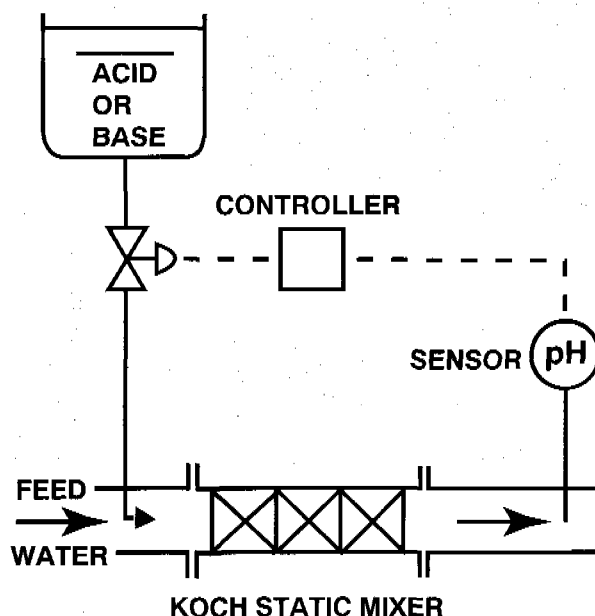 ACID
OR
BASE
CONTROLLER
SENSOR pH
FEED
WATER
KOCH STATIC MIXER